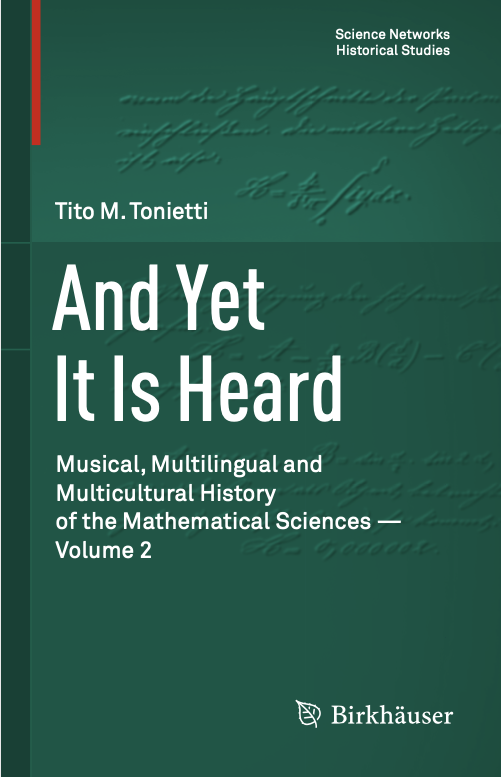 Science Networks
Historical Studies
Tito M. Tonietti
And Yet
It Is Heard
Musical, Multilingual and
Multicultural History
of the Mathematical Sciences —
Volume 2
Birkhäuser